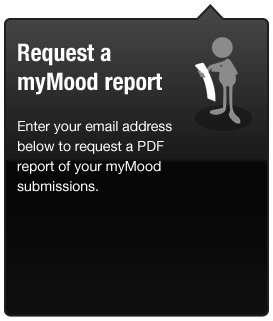 Request a
myMood report
Enter your email address
below to request a PDF
report of your myMood
submissions.